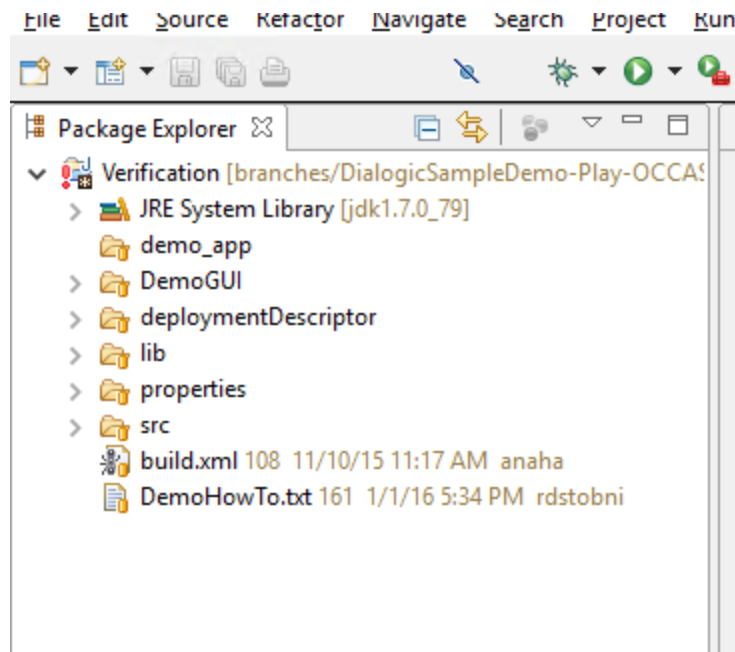 File Edit Source Refactor Navigate Search Project Run
Package Explorer
Verification [branches/DialogicSampleDemo-Play-OCCAS
JRE System Library [jdk1.7.0_79]
demo_app
DemoGUI
deploymentDescriptor
lib
properties
src
build.xml 108 11/10/15 11:17 AM anaha
DemoHowTo.txt 161 1/1/16 5:34 PM rdstobni